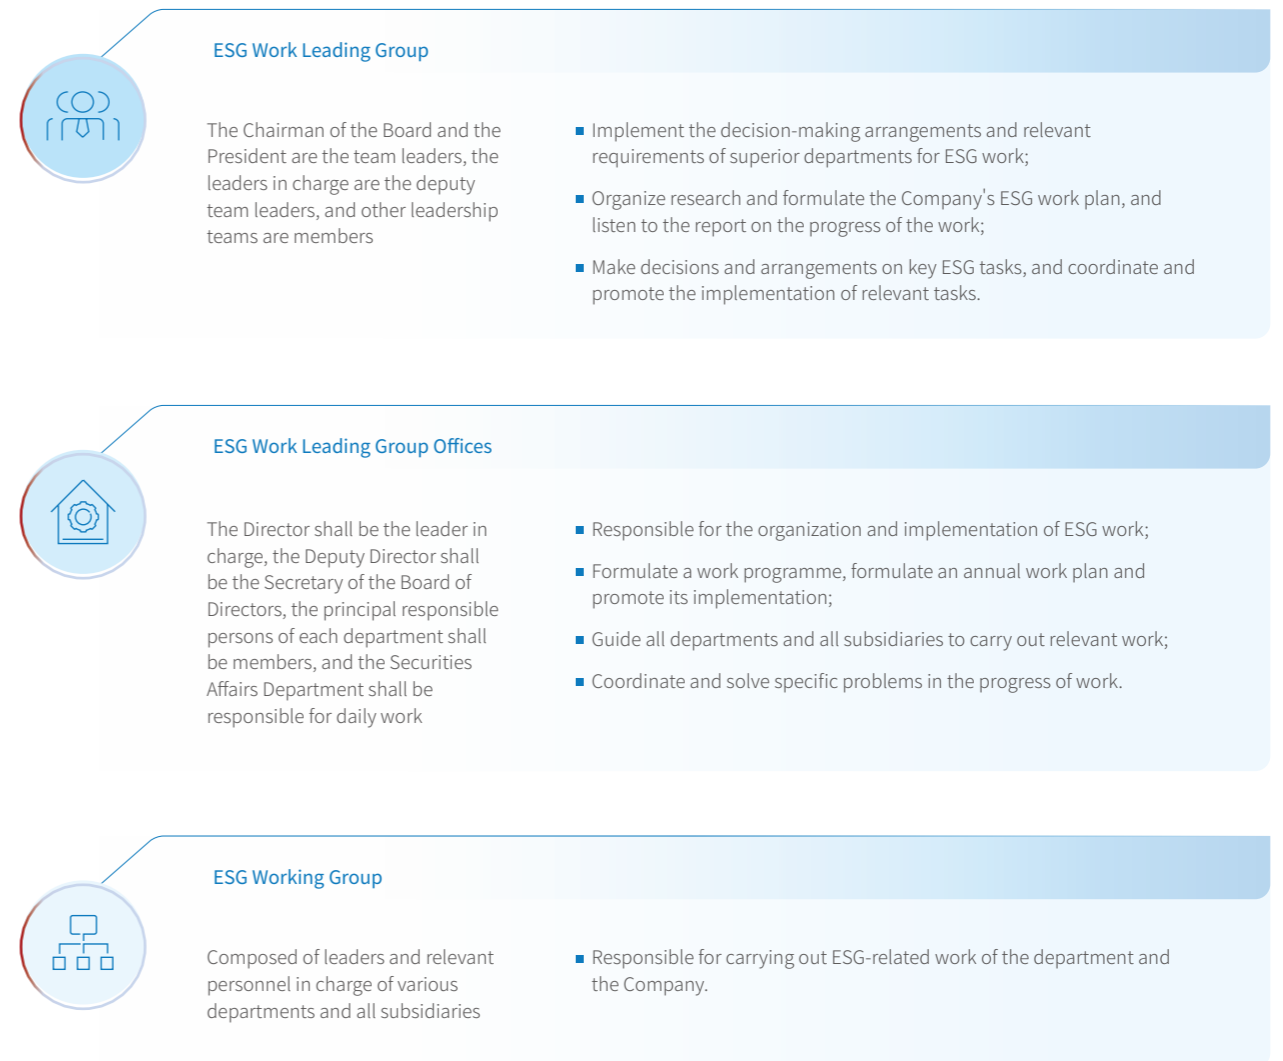 ESG Work Leading Group
The Chairman of the Board and the
President are the team leaders, the
leaders in charge are the deputy
team leaders, and other leadership
teams are members
■ Implement the decision-making arrangements and relevant
requirements of superior departments for ESG work;
■ Organize research and formulate the Company's ESG work plan, and
listen to the report on the progress of the work;
■ Make decisions and arrangements on key ESG tasks, and coordinate and
promote the implementation of relevant tasks.
ESG Work Leading Group Offices
The Director shall be the leader in
charge, the Deputy Director shall
be the Secretary of the Board of
Directors, the principal responsible
persons of each department shall
be members, and the Securities
Affairs Department shall be
responsible for daily work
■ Responsible for the organization and implementation of ESG work;
■ Formulate a work programme, formulate an annual work plan and
promote its implementation;
■ Guide all departments and all subsidiaries to carry out relevant work;
■ Coordinate and solve specific problems in the progress of work.
ESG Working Group
Composed of leaders and relevant
personnel in charge of various
departments and all subsidiaries
■ Responsible for carrying out ESG-related work of the department and
the Company.